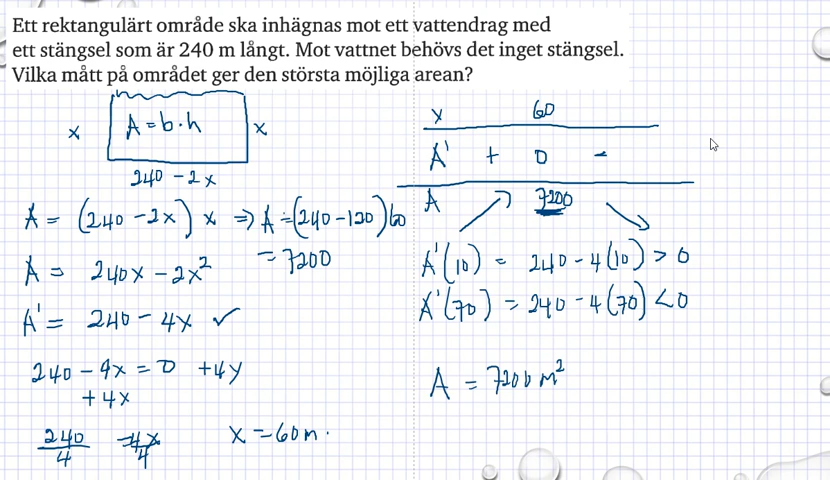 Ett rektangulärt område ska inhägnas mot ett vattendrag med
ett stängsel som är 240 m långt. Mot vattnet behövs det inget stängsel.
Vilka mått på området ger den största möjliga arean?
x A = b · h x
240 - 2x
A = (240 - 2x) x => A = (240 - 120) 60
= 7200
A = 240x - 2x²
A' = 240 - 4x ✓
240 - 4x = 0 +4y
+ 4x
240/4 = 4x/4 x = 60 m.
x 60
A' + 0 -
A ↗ 7200 ↘
A'(10) = 240 - 4(10) > 0
A'(70) = 240 - 4(70) < 0
A = 7200 m²